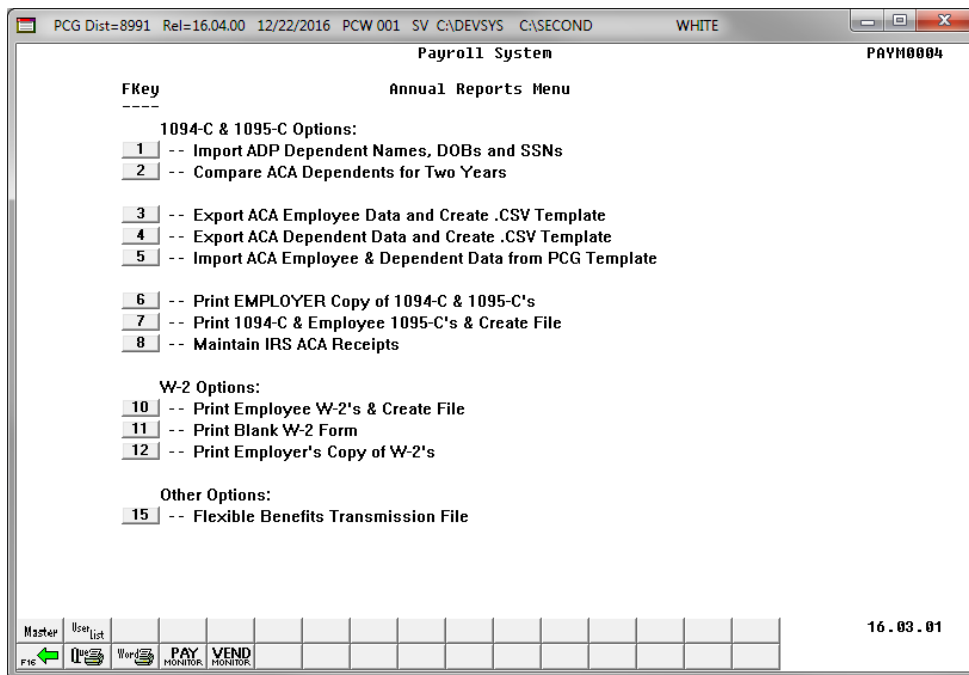 PCG Dist=8991 Rel=16.04.00 12/22/2016 PCW 001 SV C:\DEVSYS C:\SECOND WHITE
Payroll System PAYM0004
FKey Annual Reports Menu
----
1094-C & 1095-C Options:
1 -- Import ADP Dependent Names, DOBs and SSNs
2 -- Compare ACA Dependents for Two Years
3 -- Export ACA Employee Data and Create .CSV Template
4 -- Export ACA Dependent Data and Create .CSV Template
5 -- Import ACA Employee & Dependent Data from PCG Template
6 -- Print EMPLOYER Copy of 1094-C & 1095-C's
7 -- Print 1094-C & Employee 1095-C's & Create File
8 -- Maintain IRS ACA Receipts
W-2 Options:
10 -- Print Employee W-2's & Create File
11 -- Print Blank W-2 Form
12 -- Print Employer's Copy of W-2's
Other Options:
15 -- Flexible Benefits Transmission File
Master User List 16.03.01
F16 Que Word PAY MONITOR VEND MONITOR